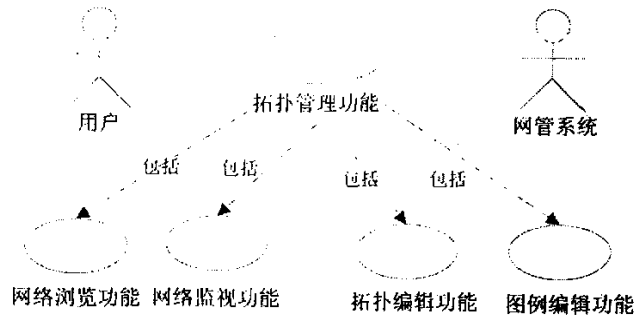 拓扑管理功能
用户
网管系统
包括
包括
包括
包括
网络浏览功能
网络监视功能
拓扑编辑功能
图例编辑功能